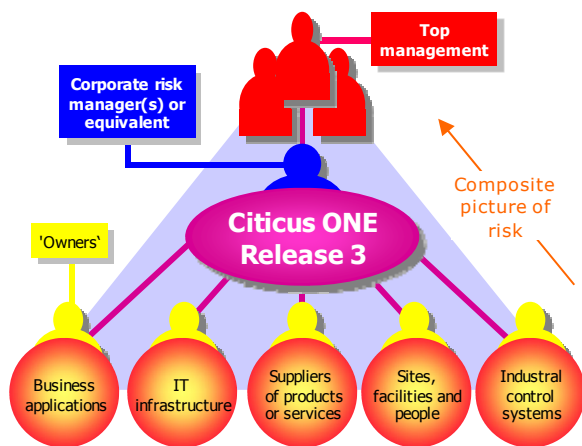 Top
management
Corporate risk
manager(s) or
equivalent
Composite
picture of
risk
Citicus ONE
Release 3
'Owners‘
Business
applications
IT
infrastructure
Suppliers
of products
or services
Sites,
facilities and
people
Industral
control
systems